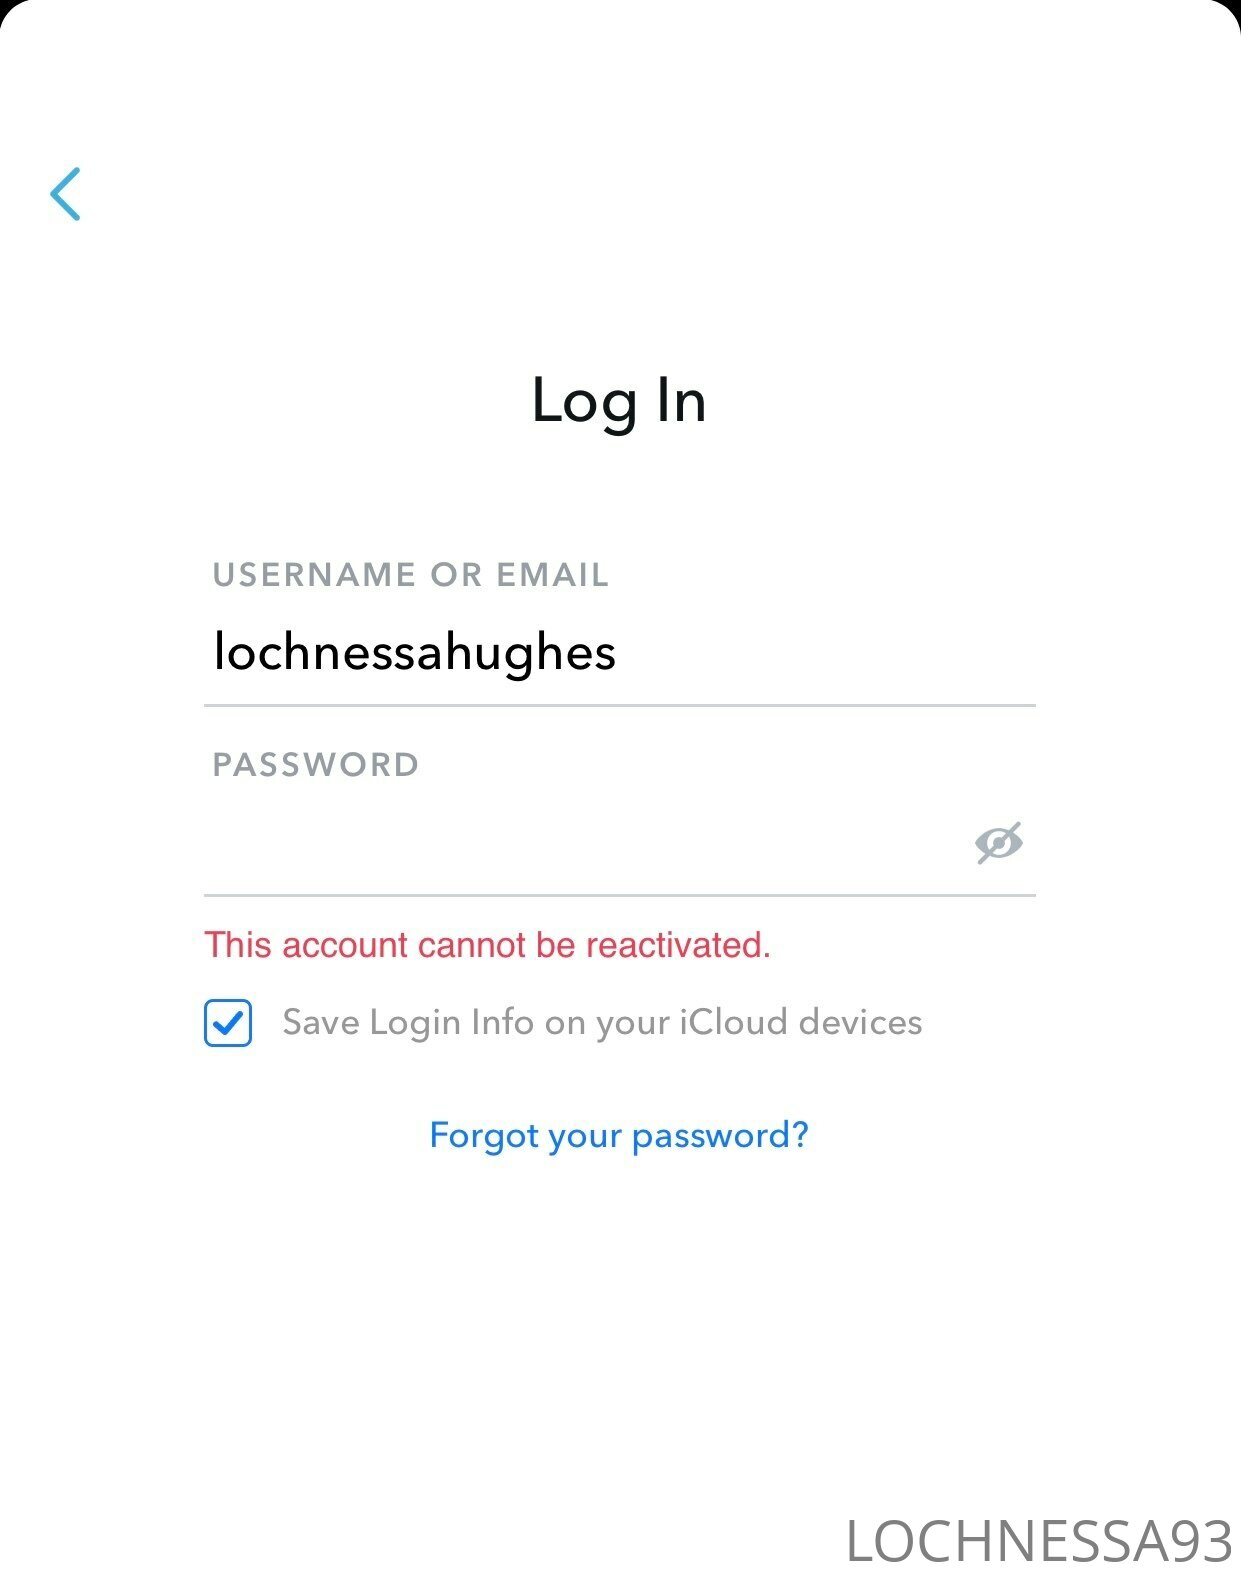 Log In
USERNAME OR EMAIL
lochnessahughes
PASSWORD
This account cannot be reactivated.
Save Login Info on your iCloud devices
Forgot your password?
LOCHNESSA93